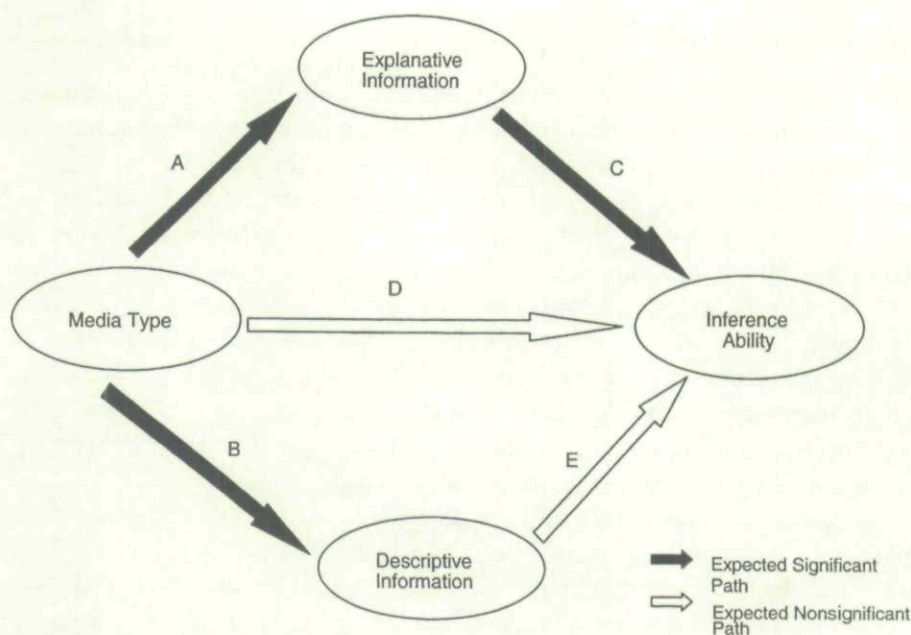 Explanative
Information
A
C
D
Media Type
Inference
Ability
B
E
Descriptive
Information
Expected Significant
Path
Expected Nonsignificant
Path